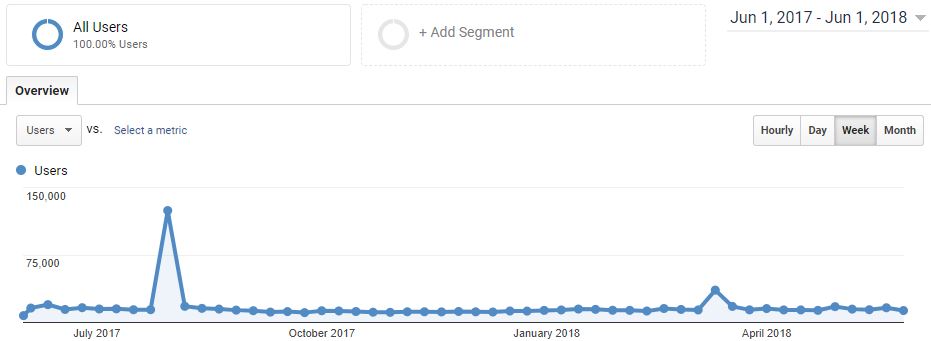 All Users
100.00% Users
+ Add Segment
Jun 1, 2017 - Jun 1, 2018
Overview
Users vs. Select a metric
Hourly Day Week Month
Users
150,000
75,000
July 2017 October 2017 January 2018 April 2018